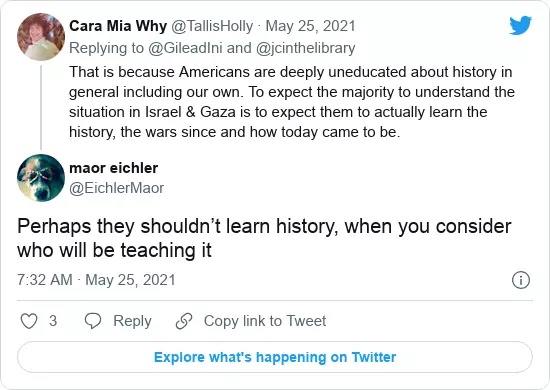 Cara Mia Why @TallisHolly · May 25, 2021
Replying to @GileadIni and @jcinthelibrary
That is because Americans are deeply uneducated about history in
general including our own. To expect the majority to understand the
situation in Israel & Gaza is to expect them to actually learn the
history, the wars since and how today came to be.
maor eichler
@EichlerMaor
Perhaps they shouldn’t learn history, when you consider
who will be teaching it
7:32 AM · May 25, 2021
3 Reply Copy link to Tweet
Explore what's happening on Twitter